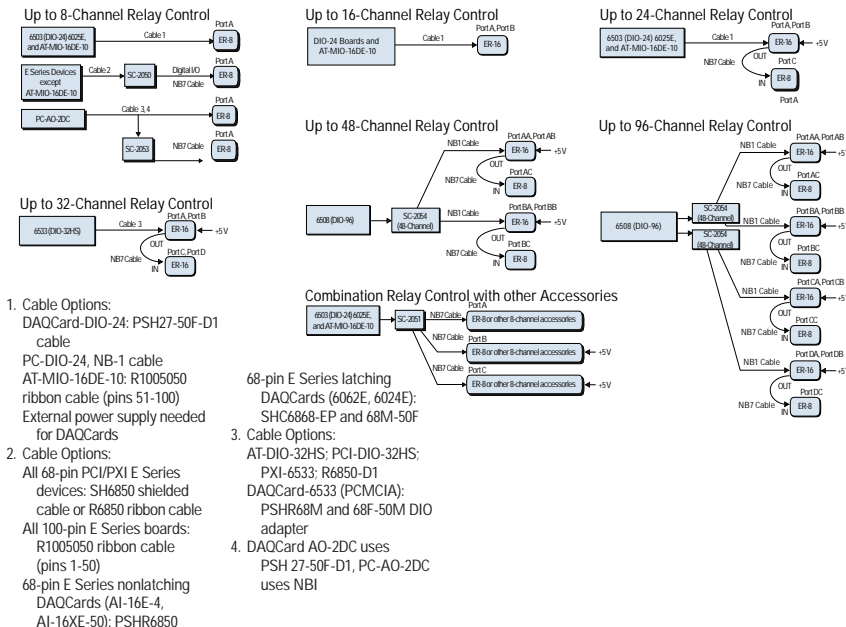 Up to 8-Channel Relay Control
6503 (DIO-24) 6025E,
and AT-MIO-16DE-10
Cable 1
Port A
ER-8
E Series Devices
except
AT-MIO-16DE-10
Cable 2
SC-2050
Digital I/O
NB7 Cable
Port A
ER-8
PC-AO-2DC
Cable 3, 4
Port A
ER-8
SC-2053
NB7 Cable
Port A
ER-8
Up to 16-Channel Relay Control
DIO-24 Boards and
AT-MIO-16DE-10
Cable 1
Port A, Port B
ER-16
Up to 24-Channel Relay Control
6503 (DIO-24) 6025E,
and AT-MIO-16DE-10
Cable 1
Port A, Port B
ER-16
+5 V
OUT
NB7 Cable
Port C
IN
ER-8
Port A
Up to 32-Channel Relay Control
6533 (DIO-32HS)
Cable 3
Port A, Port B
ER-16
+5 V
OUT
NB7 Cable
Port C, Port D
IN
ER-16
Up to 48-Channel Relay Control
6508 (DIO-96)
SC-2054
(48-Channel)
NB1 Cable
Port AA, Port AB
ER-16
+5 V
OUT
Port AC
NB7 Cable
IN
ER-8
NB1 Cable
Port BA, Port BB
ER-16
+5 V
OUT
Port BC
NB7 Cable
IN
ER-8
Up to 96-Channel Relay Control
6508 (DIO-96)
SC-2054
(48-Channel)
SC-2054
(48-Channel)
NB1 Cable
Port AA, Port AB
ER-16
+5
OUT
Port AC
NB7 Cable
IN
ER-8
NB1 Cable
Port BA, Port BB
ER-16
+5
OUT
Port BC
NB7 Cable
IN
ER-8
NB1 Cable
Port CA, Port CB
ER-16
+5
OUT
Port CC
NB7 Cable
IN
ER-8
NB1 Cable
Port DA, Port DB
ER-16
+5
OUT
Port DC
NB7 Cable
IN
ER-8
Combination Relay Control with other Accessories
6503 (DIO-24) 6025E,
and AT-MIO-16DE-10
SC-2051
NB7 Cable
Port A
ER-8 or other 8-channel accessories
NB7 Cable
Port B
ER-8 or other 8-channel accessories
+5 V
NB7 Cable
Port C
ER-8 or other 8-channel accessories
+5 V
1. Cable Options:
DAQCard-DIO-24: PSH27-50F-D1
cable
PC-DIO-24, NB-1 cable
AT-MIO-16DE-10: R1005050
ribbon cable (pins 51-100)
External power supply needed
for DAQCards
2. Cable Options:
All 68-pin PCI/PXI E Series
devices: SH6850 shielded
cable or R6850 ribbon cable
All 100-pin E Series boards:
R1005050 ribbon cable
(pins 1-50)
68-pin E Series nonlatching
DAQCards (AI-16E-4,
AI-16XE-50): PSHR6850
68-pin E Series latching
DAQCards (6062E, 6024E):
SHC6868-EP and 68M-50F
3. Cable Options:
AT-DIO-32HS; PCI-DIO-32HS;
PXI-6533; R6850-D1
DAQCard-6533 (PCMCIA):
PSHR68M and 68F-50M DIO
adapter
4. DAQCard AO-2DC uses
PSH 27-50F-D1, PC-AO-2DC
uses NBI